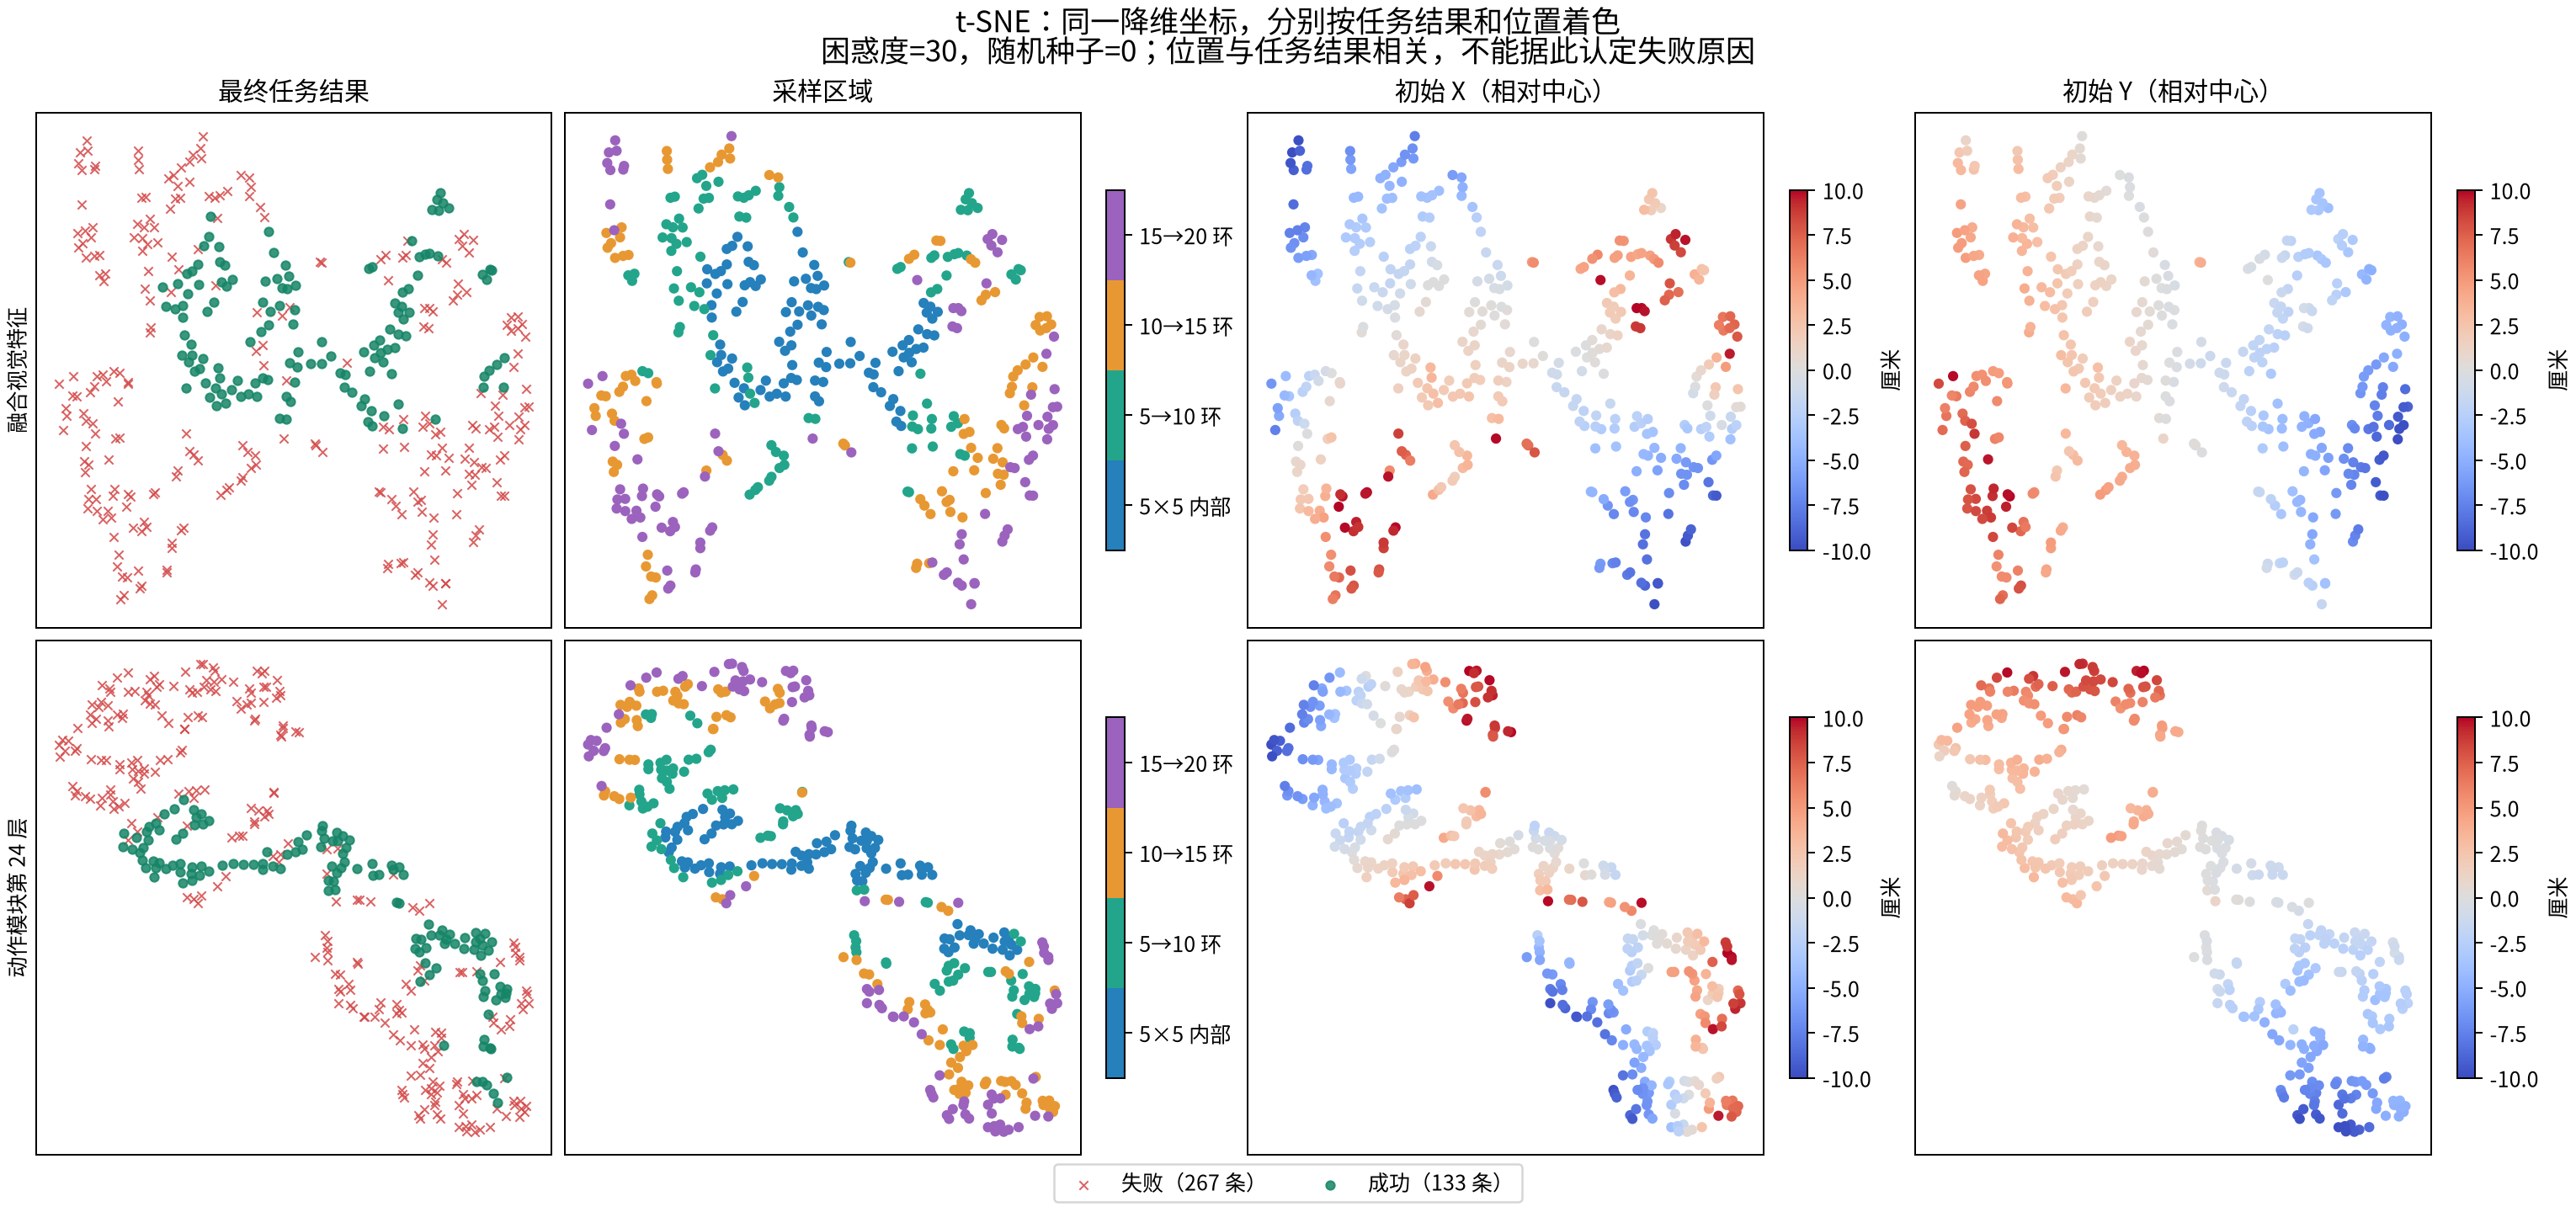 t-SNE：同一降维坐标，分别按任务结果和位置着色
困惑度=30，随机种子=0；位置与任务结果相关，不能据此认定失败原因
最终任务结果
采样区域
初始 X（相对中心）
初始 Y（相对中心）
融合视觉特征
15→20 环
10→15 环
5→10 环
5×5 内部
10.0
7.5
5.0
2.5
0.0
-2.5
-5.0
-7.5
-10.0
厘米
10.0
7.5
5.0
2.5
0.0
-2.5
-5.0
-7.5
-10.0
厘米
动作模块第 24 层
15→20 环
10→15 环
5→10 环
5×5 内部
10.0
7.5
5.0
2.5
0.0
-2.5
-5.0
-7.5
-10.0
厘米
10.0
7.5
5.0
2.5
0.0
-2.5
-5.0
-7.5
-10.0
厘米
失败（267 条）
成功（133 条）